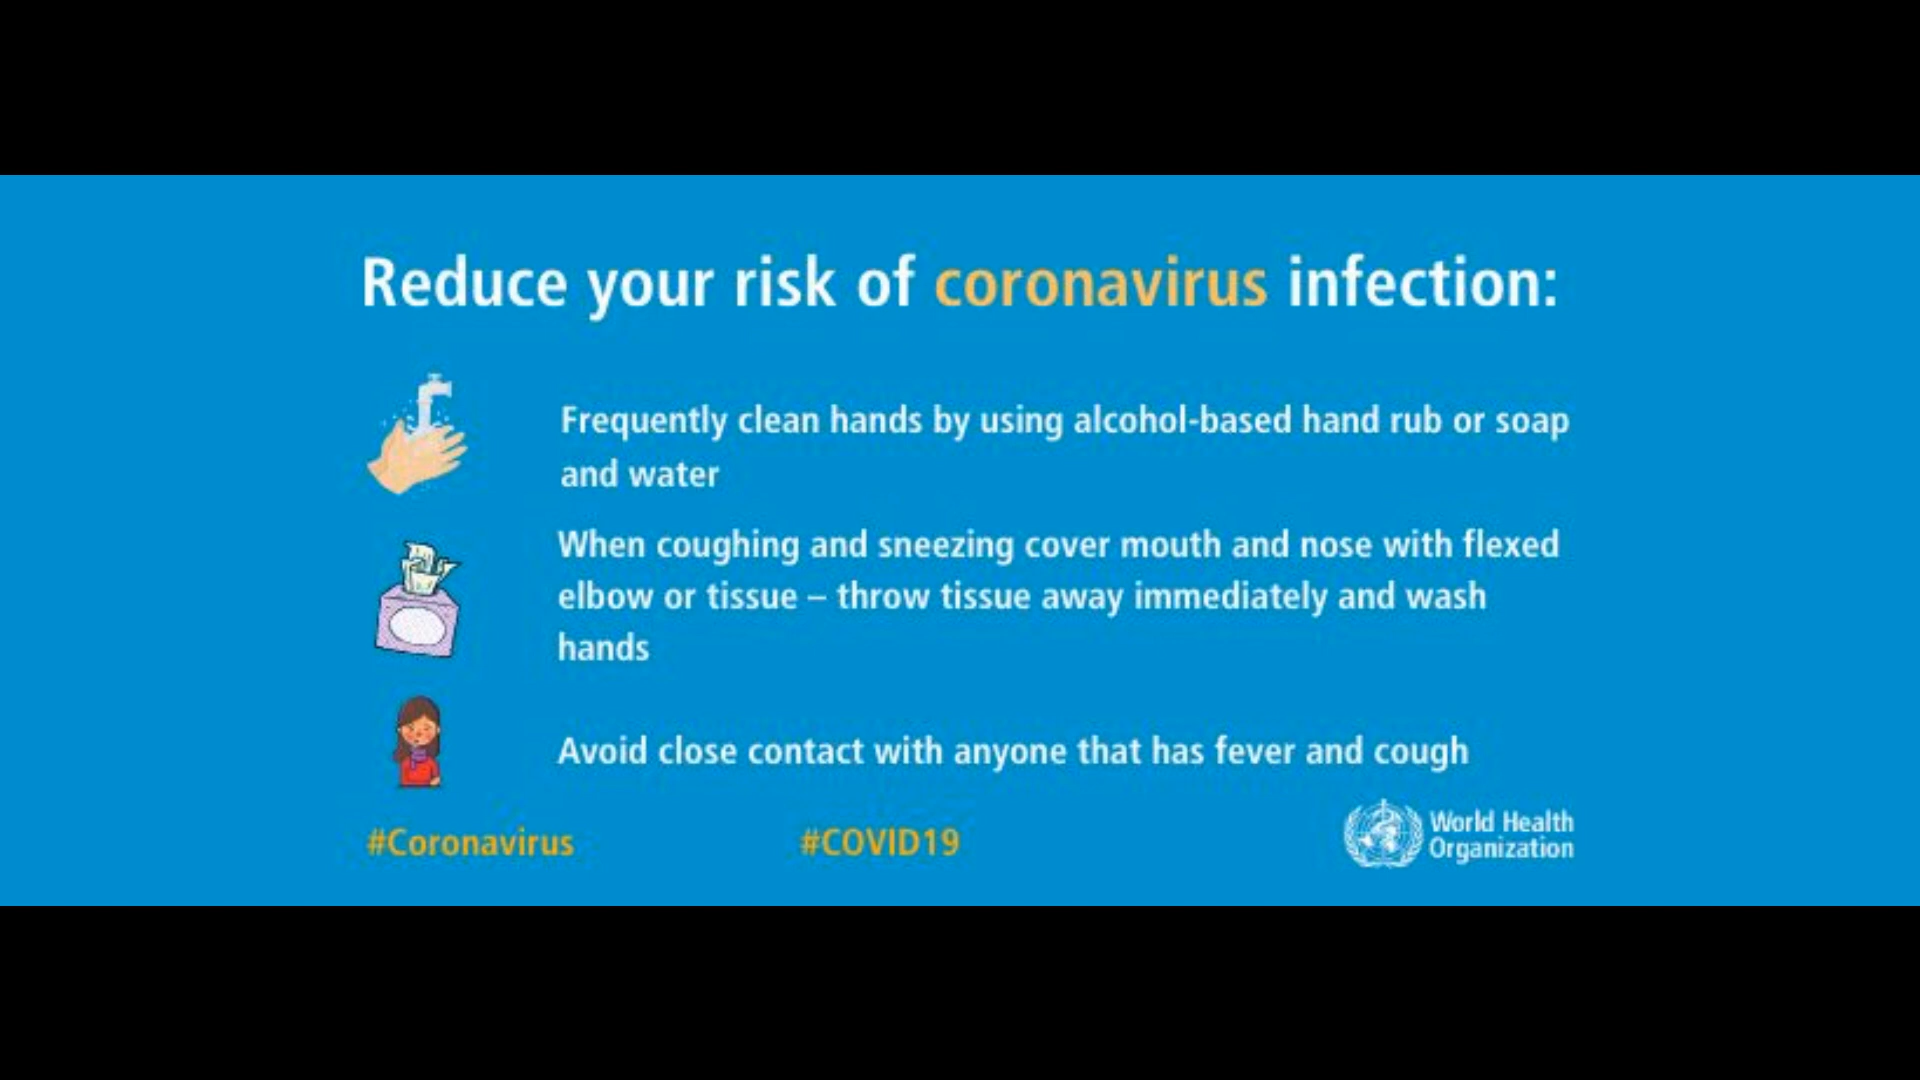 Reduce your risk of coronavirus infection:
Frequently clean hands by using alcohol-based hand rub or soap
and water
When coughing and sneezing cover mouth and nose with flexed
elbow or tissue – throw tissue away immediately and wash
hands
Avoid close contact with anyone that has fever and cough
#Coronavirus
#COVID19
World Health
Organization